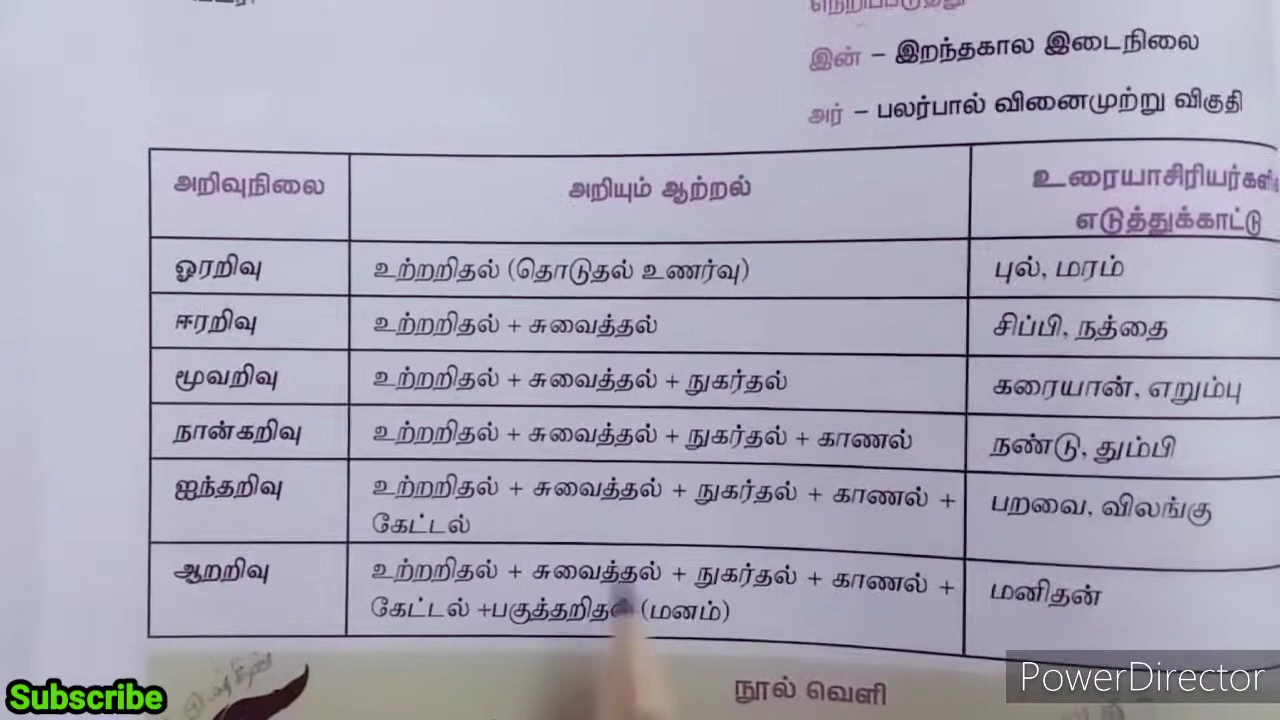 இன் – இறந்தகால இடைநிலை
அர் – பலர்பால் வினைமுற்று விகுதி
அறிவுநிலை அறியும் ஆற்றல் எடுத்துக்காட்டு
ஓரறிவு உற்றறிதல் (தொடுதல் உணர்வு) புல், மரம்
ஈரறிவு உற்றறிதல் + சுவைத்தல் சிப்பி, நத்தை
மூவறிவு உற்றறிதல் + சுவைத்தல் + நுகர்தல் கரையான், எறும்பு
நான்கறிவு உற்றறிதல் + சுவைத்தல் + நுகர்தல் + காணல் நண்டு, தும்பி
ஐந்தறிவு உற்றறிதல் + சுவைத்தல் + நுகர்தல் + காணல் + பறவை, விலங்கு
கேட்டல்
ஆறறிவு உற்றறிதல் + சுவைத்தல் + நுகர்தல் + காணல் + மனிதன்
கேட்டல் +பகுத்தறிதல் (மனம்)
நூல் வெளி
Subscribe
PowerDirector